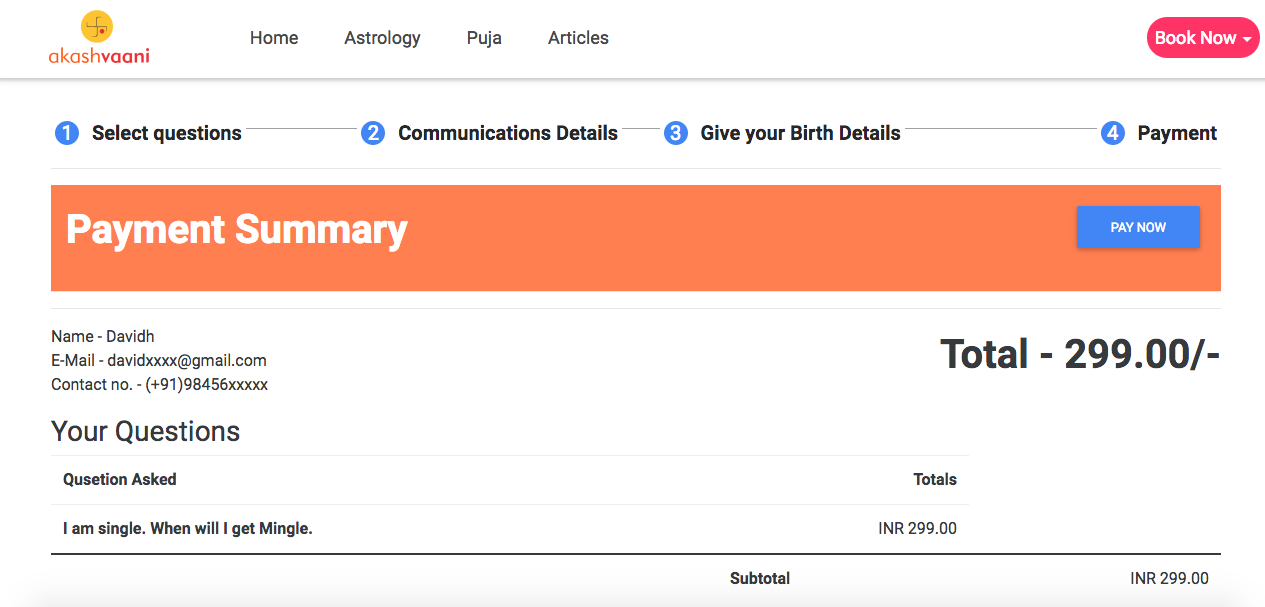 akashvaani
Home Astrology Puja Articles
Book Now
1 Select questions 2 Communications Details 3 Give your Birth Details 4 Payment
Payment Summary
PAY NOW
Name - Davidh
E-Mail - davidxxxx@gmail.com
Contact no. - (+91)98456xxxxx
Total - 299.00/-
Your Questions
Qusetion Asked Totals
I am single. When will I get Mingle. INR 299.00
Subtotal INR 299.00